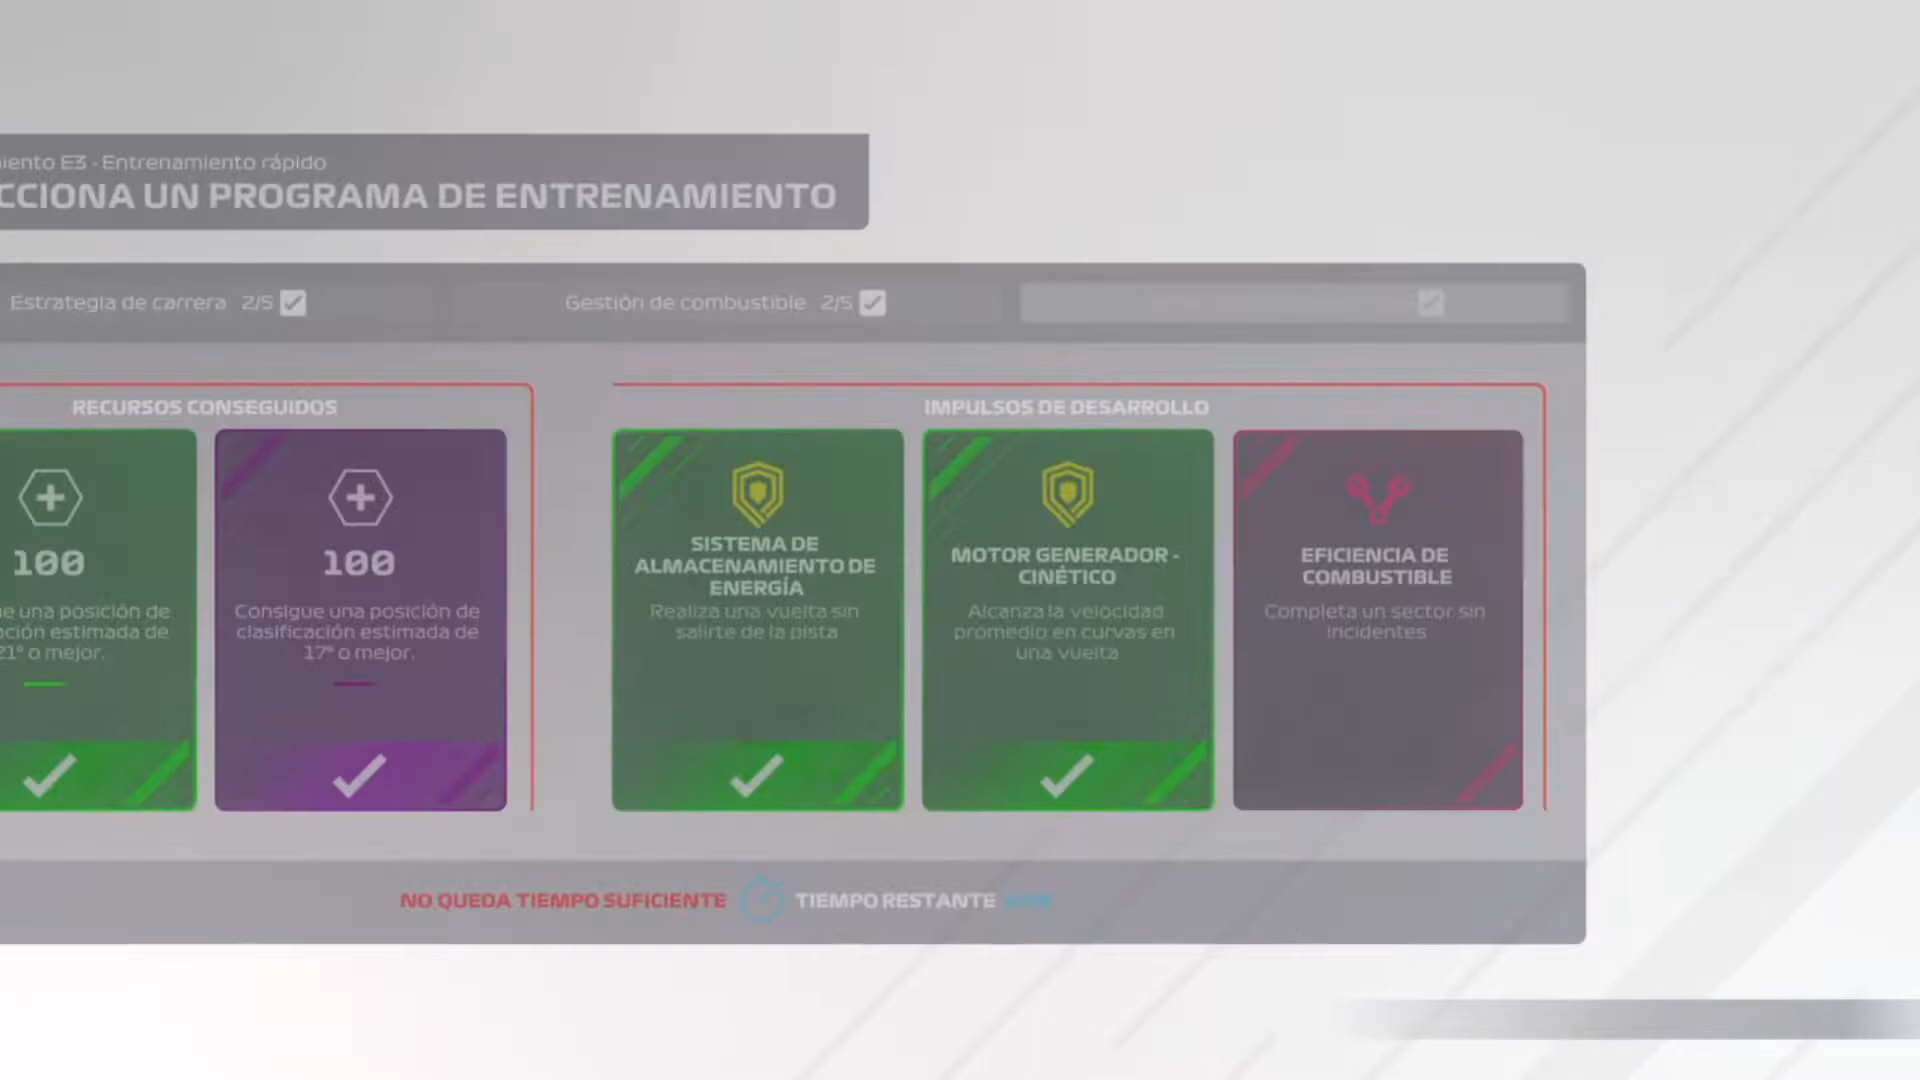 E3 - Entrenamiento rápido
UN PROGRAMA DE ENTRENAMIENTO
Estrategia de carrera 2/5
Gestión de combustible 2/5
RECURSOS CONSEGUIDOS
100
una posición de
estimada de
21° o mejor.
100
Consigue una posición de
clasificación estimada de
17° o mejor.
IMPULSOS DE DESARROLLO
SISTEMA DE
ALMACENAMIENTO DE
ENERGÍA
Realiza una vuelta sin
salirte de la pista
MOTOR GENERADOR -
CINÉTICO
Alcanza la velocidad
promedio en curvas en
una vuelta
EFICIENCIA DE
COMBUSTIBLE
Completa un sector sin
incidentes
NO QUEDA TIEMPO SUFICIENTE
TIEMPO RESTANTE